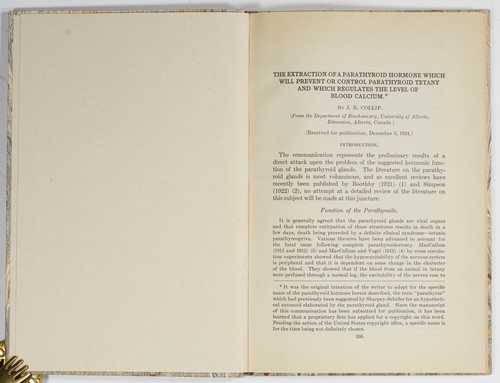 THE EXTRACTION OF A PARATHYROID HORMONE WHICH
WILL PREVENT OR CONTROL PARATHYROID TETANY
AND WHICH REGULATES THE LEVEL OF
BLOOD CALCIUM.*
BY J. B. COLLIP.
(From the Department of Biochemistry, University of Alberta,
Edmonton, Alberta, Canada.)
(Received for publication, December 5, 1924.)
INTRODUCTION.
The communication represents the preliminary results of a
direct attack upon the problem of the suggested hormonic func-
tion of the parathyroid glands. The literature on the parathy-
roid glands is most voluminous, and as excellent reviews have
recently been published by Boothby (1921) (1) and Simpson
(1922) (2), no attempt at a detailed review of the literature on
this subject will be made at this juncture.
Function of the Parathyroids.
It is generally agreed that the parathyroid glands are vital organs
and that complete extirpation of these structures results in death in a
few days, death being preceded by a definite clinical syndrome—tetania
parathyreopriva. Various theories have been advanced to account for
the fatal issue following complete parathyroidectomy. MacCallum
(1911 and 1912) (3) and MacCallum and Vogel (1913) (4) by cross circula-
tion experiments showed that the hyperexcitability of the nervous system
is peripheral and that it is dependent on some change in the character
of the blood. They showed that if the blood from an animal in tetany
were perfused through a normal leg, the excitability of the nerves rose to
* It was the original intention of the writer to adopt for the specific
name of the parathyroid hormone herein described, the term "parathyrin"
which had previously been suggested by Sharpey-Schäfer for an hypotheti-
cal autocoid elaborated by the parathyroid gland. Since the manuscript
of this communication has been submitted for publication, it has been
learned that a proprietary firm has applied for a copyright on this word.
Pending the action of the United States copyright office, a specific name is
for the time being not definitely chosen.
395